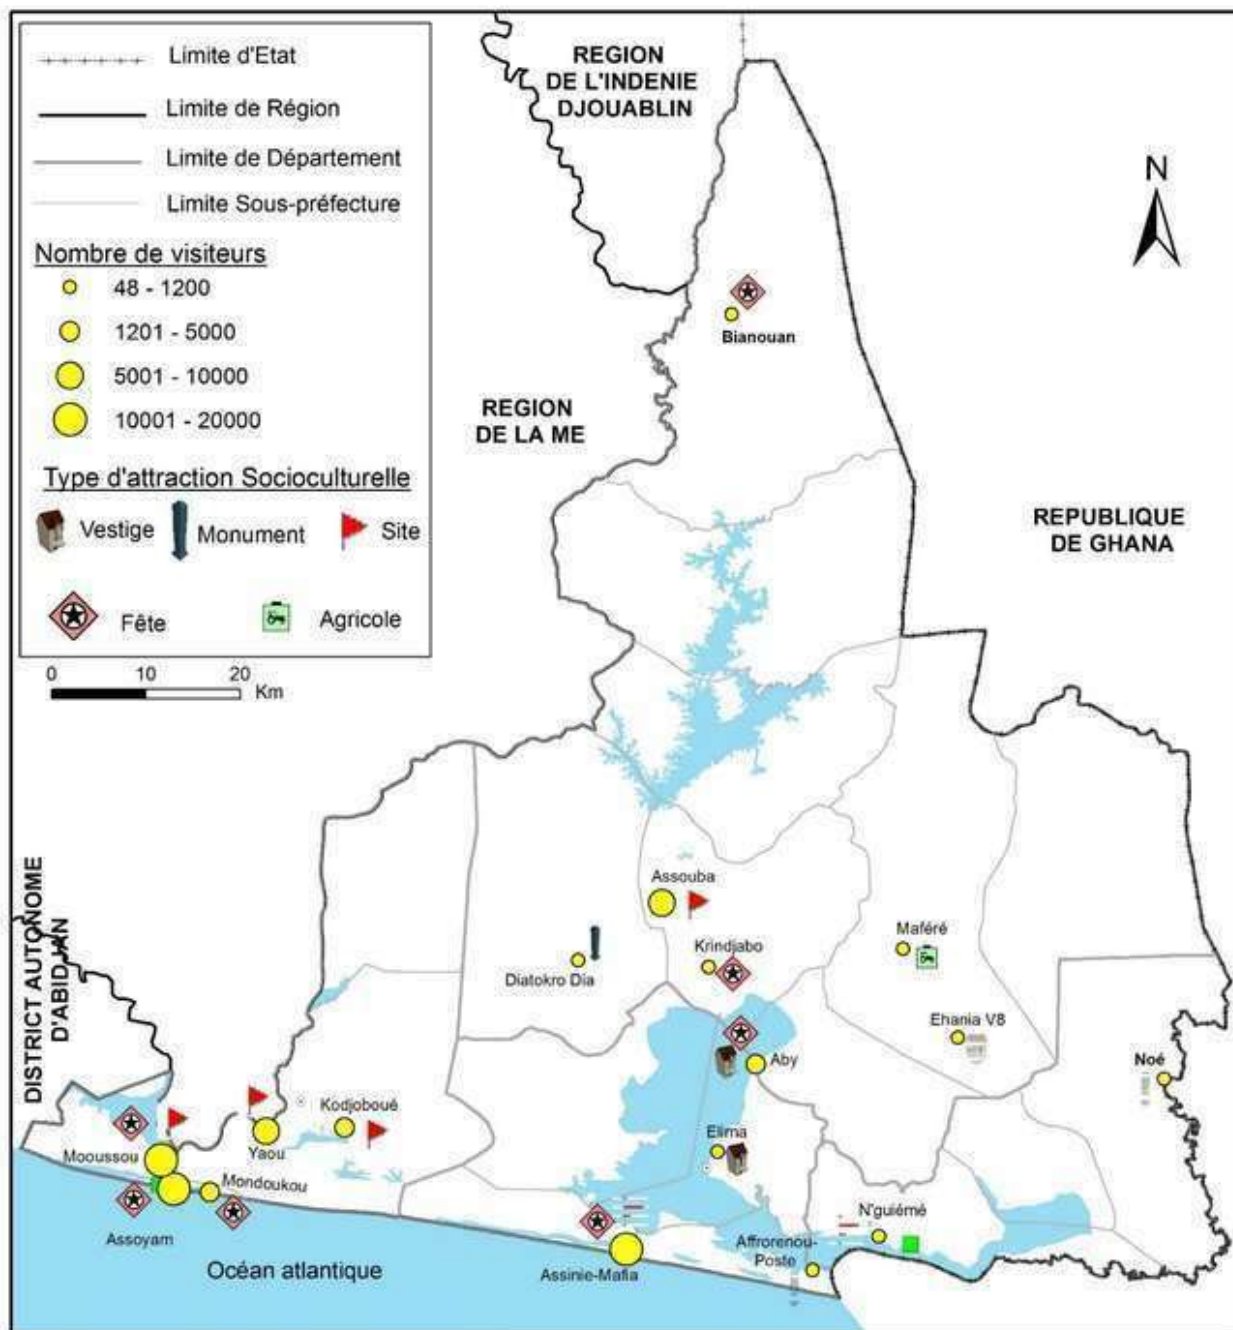 Limite d'Etat
Limite de Région
Limite de Département
Limite Sous-préfecture
Nombre de visiteurs
48 - 1200
1201 - 5000
5001 - 10000
10001 - 20000
Type d'attraction Socioculturelle
Vestige
Monument
Site
Fête
Agricole
0 10 20
Km
REGION
DE L'INDENIE
DJOUABLIN
N
Bianouan
REGION
DE LA ME
REPUBLIQUE
DE GHANA
DISTRICT AUTONOME
D'ABIDJAN
Assouba
Maféré
Krindjabo
Diatokro Dia
Ehania V8
Noé
Aby
Kodjoboué
Elima
Yaou
Mooussou
Mondoukou
N'guiémé
Assoyam
Affrorenou-
Poste
Assinie-Mafia
Océan atlantique